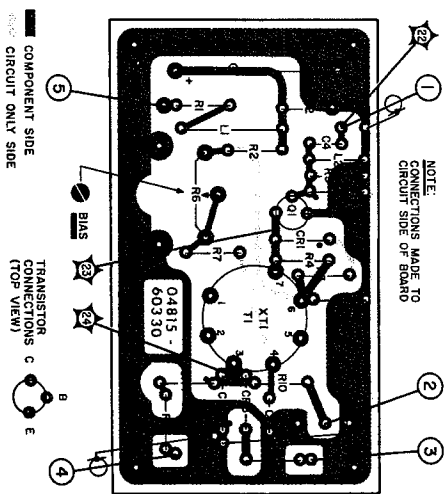 NOTE:
CONNECTIONS MADE TO
CIRCUIT SIDE OF BOARD
22
1
5
R1
L1
R2
C4
R6
Q1
CR1
R4
R7
BIAS
COMPONENT SIDE
CIRCUIT ONLY SIDE
TRANSISTOR
CONNECTIONS
(TOP VIEW)
C
B
E
23
24
04815-
60330
XT1
T1
1
2
3
4
5
6
7
R10
2
3
4